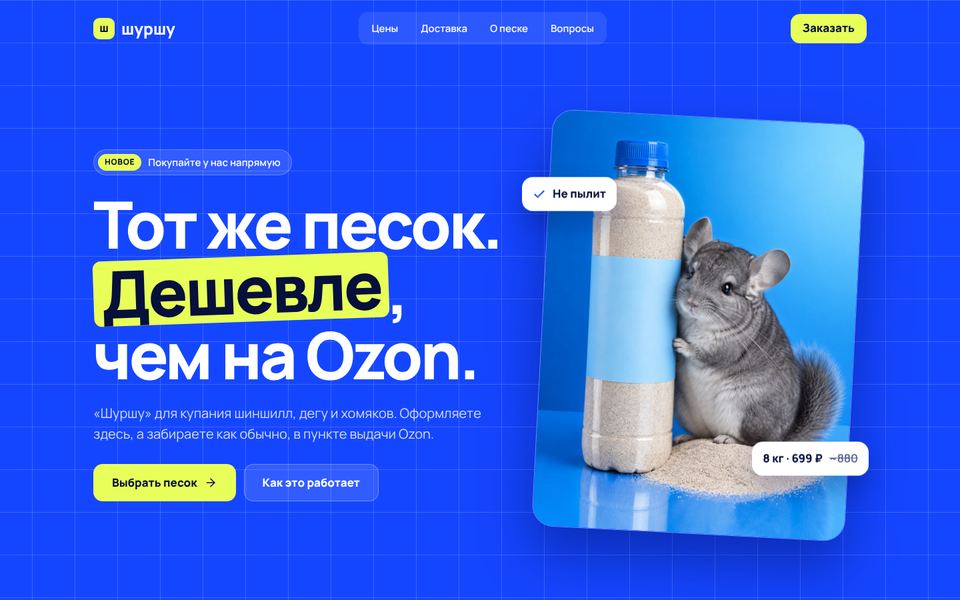 ш шуршу
Цены Доставка О песке Вопросы
Заказать
НОВОЕ Покупайте у нас напрямую
Тот же песок.
Дешевле,
чем на Ozon.
«Шуршу» для купания шиншилл, дегу и хомяков. Оформляете
здесь, а забираете как обычно, в пункте выдачи Ozon.
Выбрать песок →
Как это работает
Не пылит
8 кг · 699 ₽ ~880